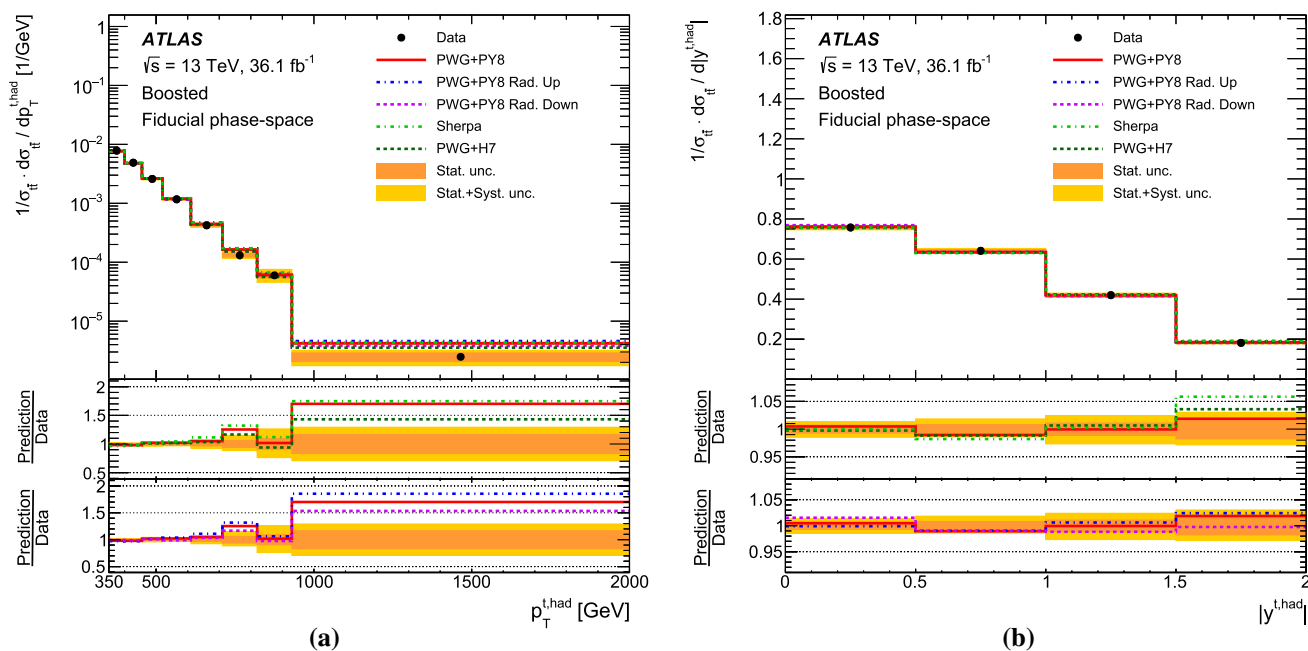 1/σ_tt̄ · dσ_tt̄ / dp_T^{t,had} [1/GeV]
1
10⁻¹
10⁻²
10⁻³
10⁻⁴
10⁻⁵
ATLAS
√s = 13 TeV, 36.1 fb⁻¹
Boosted
Fiducial phase-space
Data
PWG+PY8
PWG+PY8 Rad. Up
PWG+PY8 Rad. Down
Sherpa
PWG+H7
Stat. unc.
Stat.+Syst. unc.
Prediction
Data
2
1.5
1
0.5
Prediction
Data
2
1.5
1
0.5
350 500 1000 1500 2000
p_T^{t,had} [GeV]
(a)
1/σ_tt̄ · dσ_tt̄ / d|y^{t,had}|
1.8
1.6
1.4
1.2
1
0.8
0.6
0.4
0.2
ATLAS
√s = 13 TeV, 36.1 fb⁻¹
Boosted
Fiducial phase-space
Data
PWG+PY8
PWG+PY8 Rad. Up
PWG+PY8 Rad. Down
Sherpa
PWG+H7
Stat. unc.
Stat.+Syst. unc.
Prediction
Data
1.05
1
0.95
Prediction
Data
1.05
1
0.95
0 0.5 1 1.5 2
|y^{t,had}|
(b)